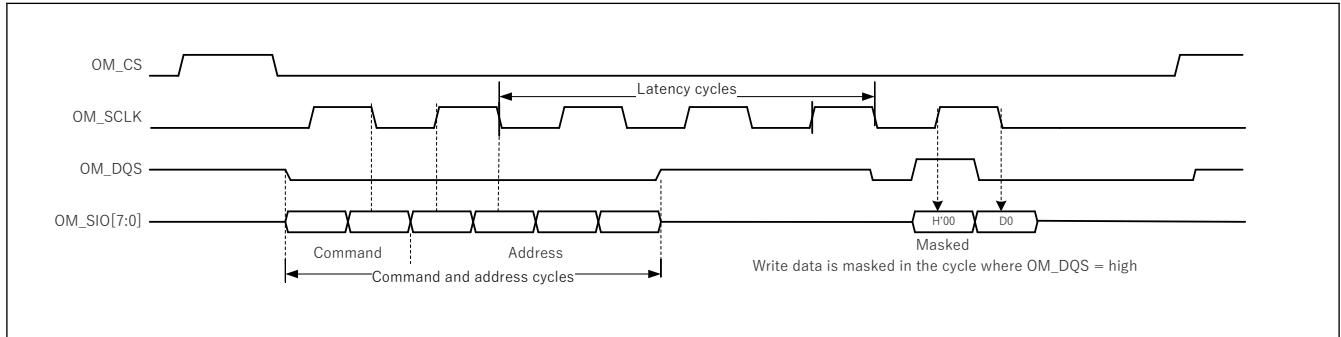 OM_CS
Latency cycles
OM_SCLK
OM_DQS
OM_SIO[7:0]
H'00
D0
Command
Address
Masked
Command and address cycles
Write data is masked in the cycle where OM_DQS = high